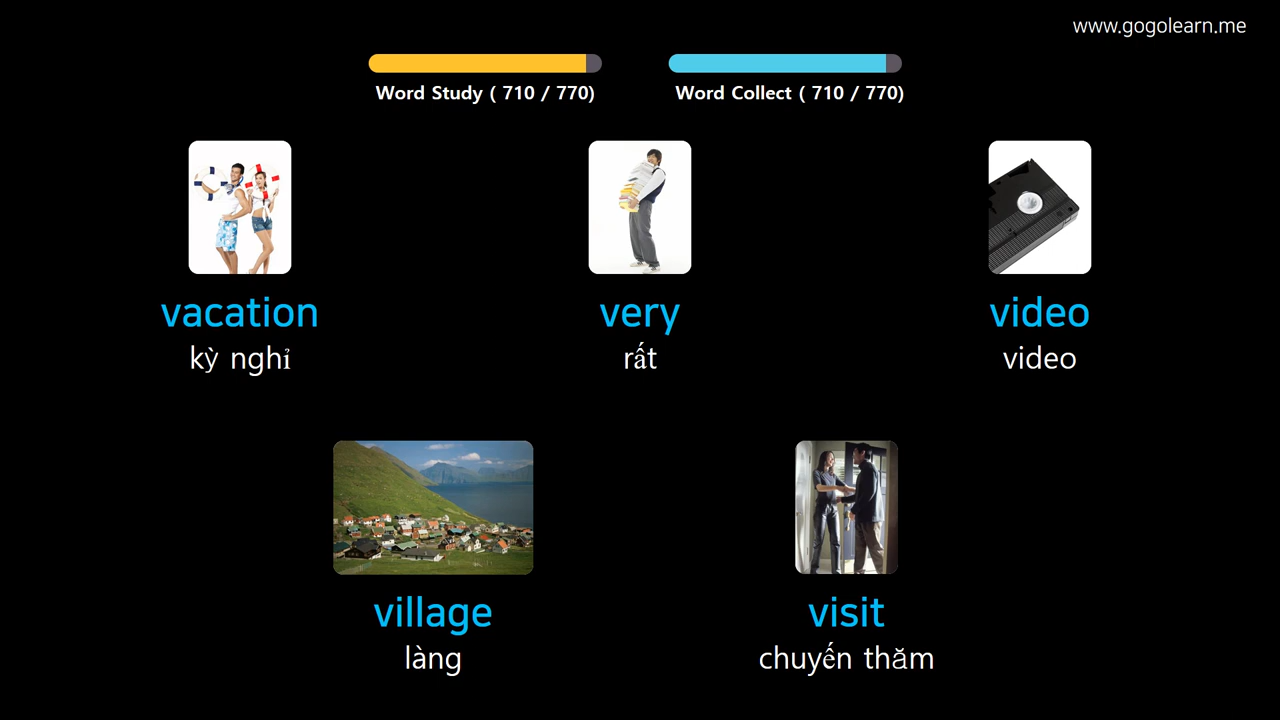 www.gogolearn.me
Word Study ( 710 / 770)
Word Collect ( 710 / 770)
vacation
kỳ nghỉ
very
rất
video
video
village
làng
visit
chuyến thăm